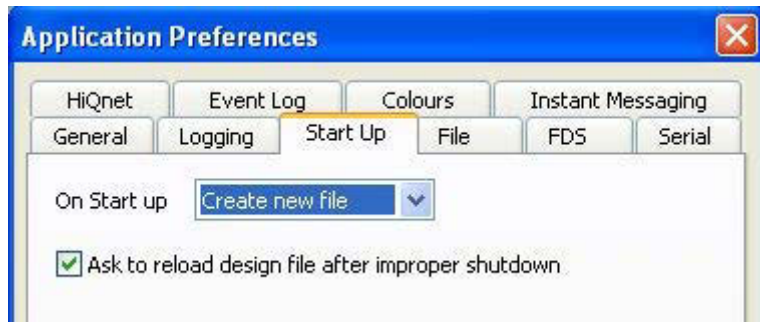 Application Preferences
HiQnet Event Log Colours Instant Messaging
General Logging Start Up File FDS Serial
On Start up Create new file
Ask to reload design file after improper shutdown